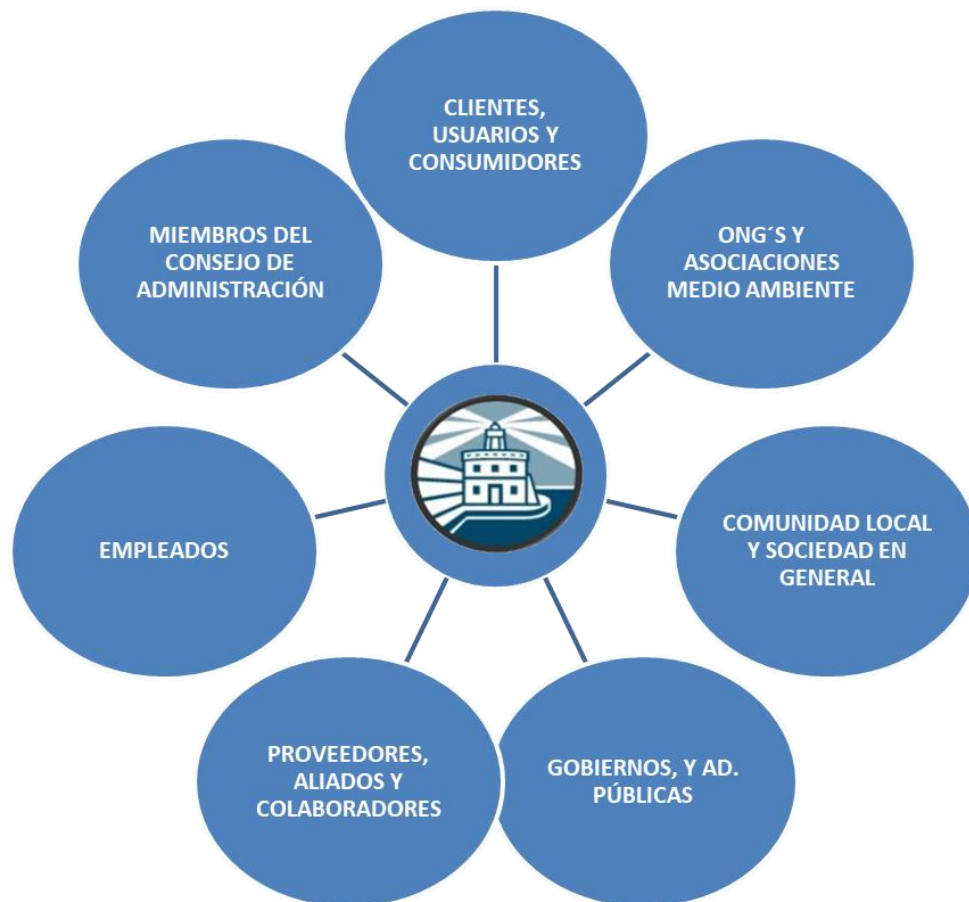 CLIENTES,
USUARIOS Y
CONSUMIDORES
ONG´S Y
ASOCIACIONES
MEDIO AMBIENTE
COMUNIDAD LOCAL
Y SOCIEDAD EN
GENERAL
GOBIERNOS, Y AD.
PÚBLICAS
PROVEEDORES,
ALIADOS Y
COLABORADORES
EMPLEADOS
MIEMBROS DEL
CONSEJO DE
ADMINISTRACIÓN